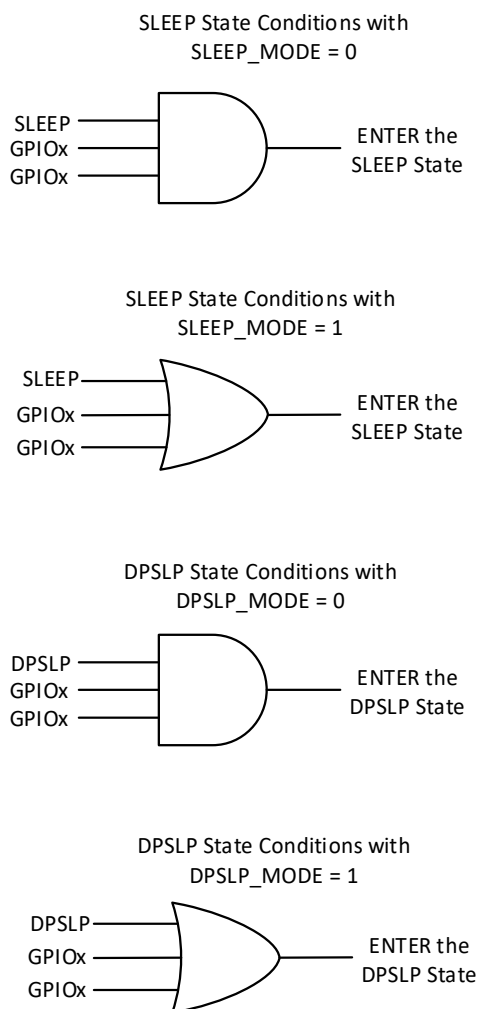 SLEEP State Conditions with
SLEEP_MODE = 0
SLEEP
GPIOx
GPIOx
ENTER the
SLEEP State
SLEEP State Conditions with
SLEEP_MODE = 1
SLEEP
GPIOx
GPIOx
ENTER the
SLEEP State
DPSLP State Conditions with
DPSLP_MODE = 0
DPSLP
GPIOx
GPIOx
ENTER the
DPSLP State
DPSLP State Conditions with
DPSLP_MODE = 1
DPSLP
GPIOx
GPIOx
ENTER the
DPSLP State